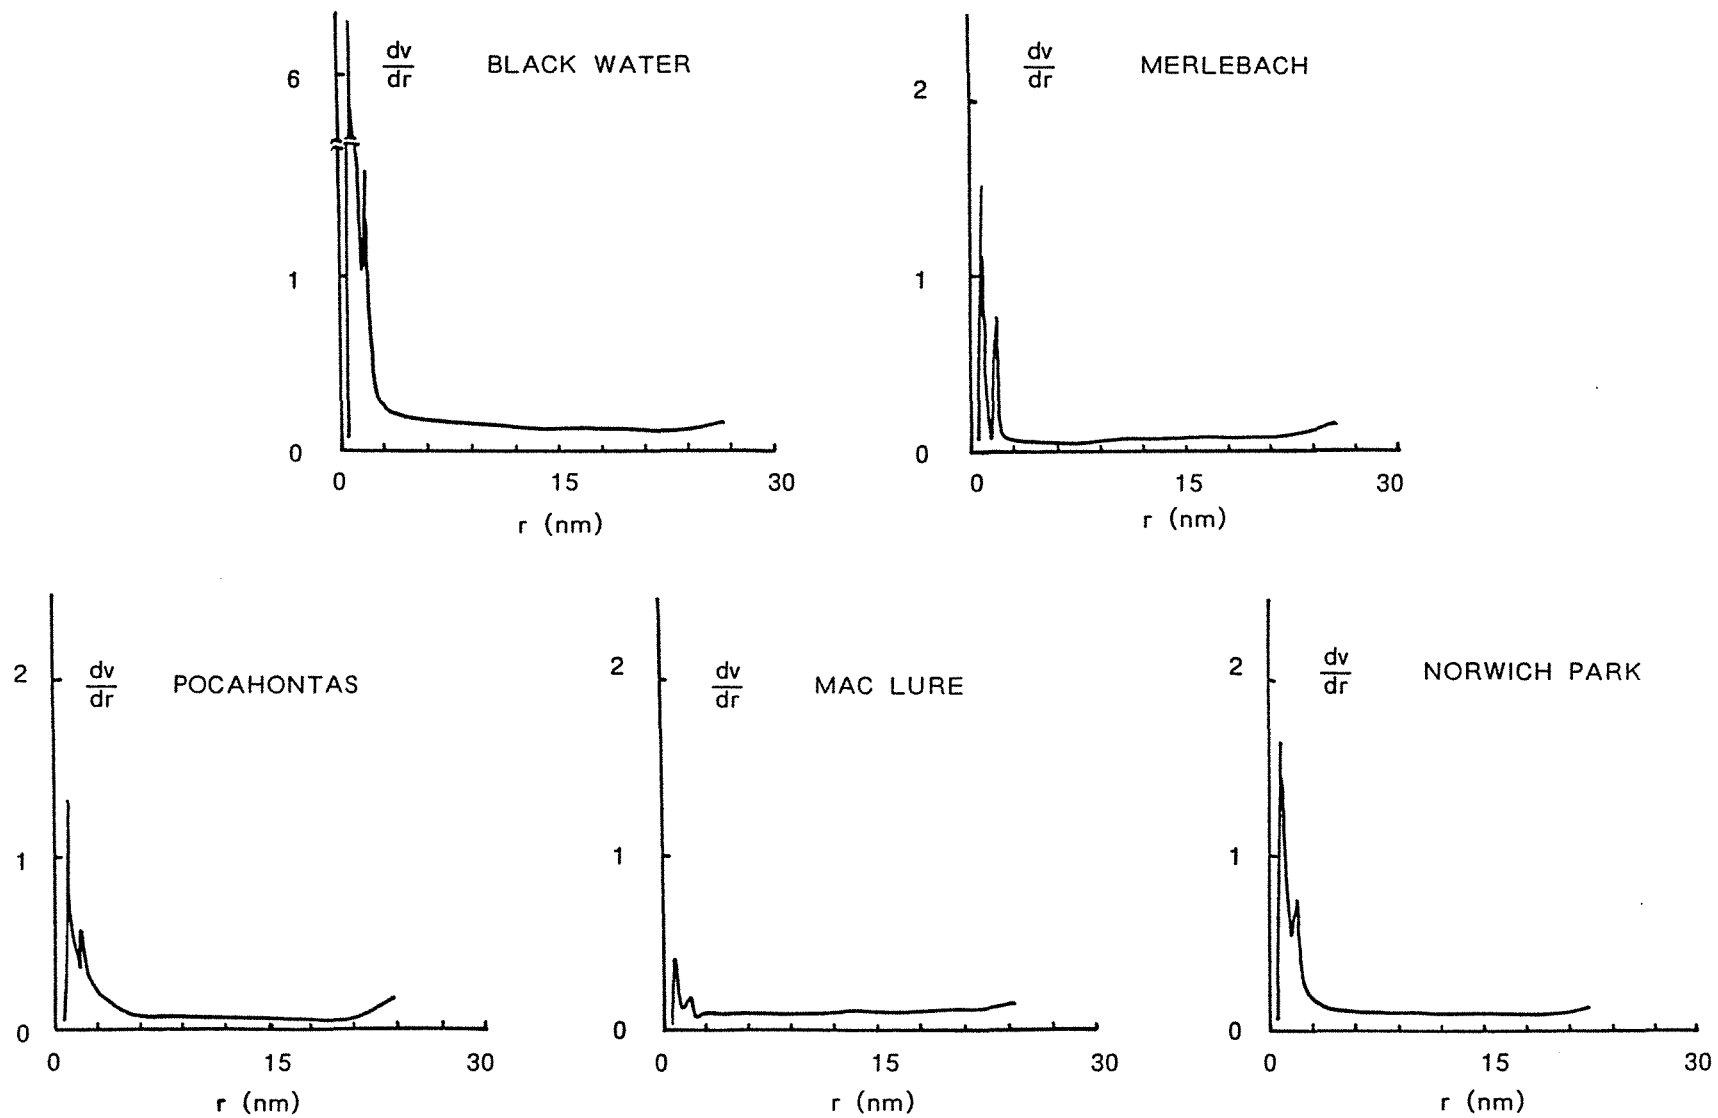 dv
dr
BLACK WATER
6
1
0
0 15 30
r (nm)
dv
dr
MERLEBACH
2
1
0
0 15 30
r (nm)
dv
dr
POCAHONTAS
2
1
0
0 15 30
r (nm)
dv
dr
MAC LURE
2
1
0
0 15 30
r (nm)
dv
dr
NORWICH PARK
2
1
0
0 15 30
r (nm)